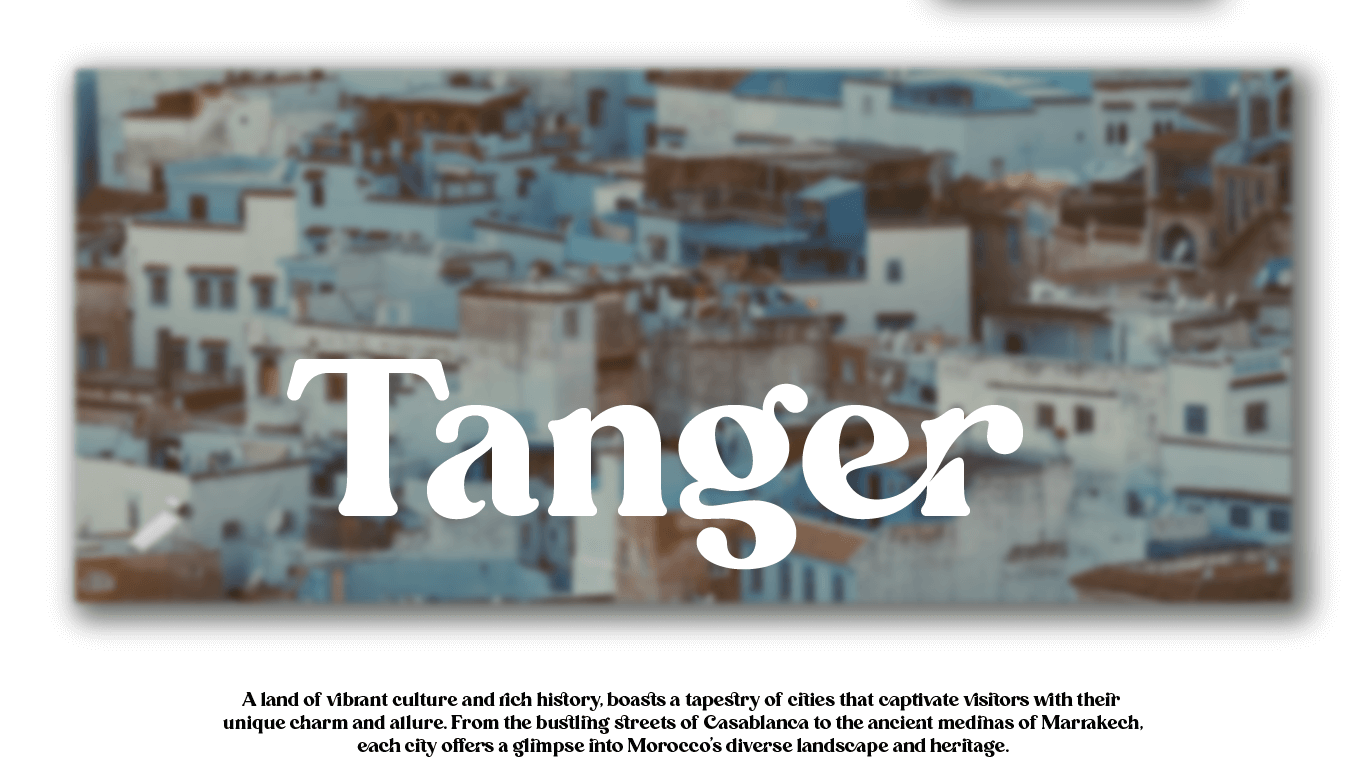 Tanger
A land of vibrant culture and rich history, boasts a tapestry of cities that captivate visitors with their
unique charm and allure. From the bustling streets of Casablanca to the ancient medinas of Marrakech,
each city offers a glimpse into Morocco's diverse landscape and heritage.